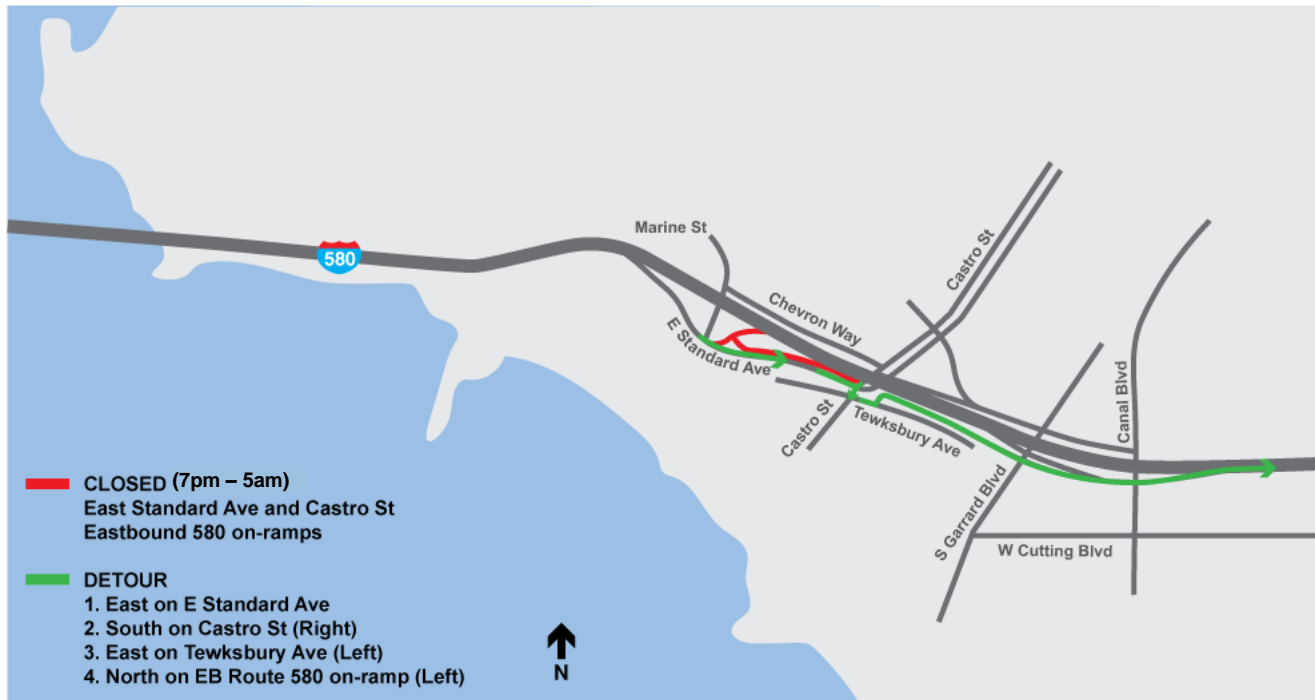 Marine St
580
Castro St
Chevron Way
E Standard Ave
Castro St
Tewksbury Ave
Canal Blvd
S Garrard Blvd
W Cutting Blvd
CLOSED (7pm – 5am)
East Standard Ave and Castro St
Eastbound 580 on-ramps
DETOUR
1. East on E Standard Ave
2. South on Castro St (Right)
3. East on Tewksbury Ave (Left)
4. North on EB Route 580 on-ramp (Left)
N